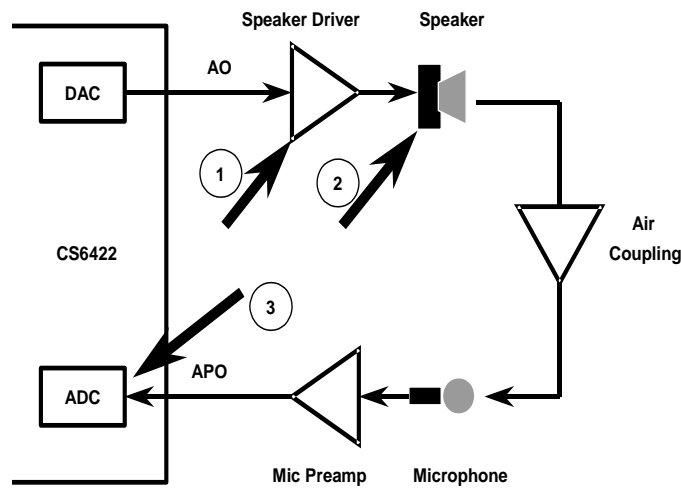 Speaker Driver
Speaker
AO
DAC
1
2
Air
Coupling
CS6422
3
APO
ADC
Mic Preamp
Microphone